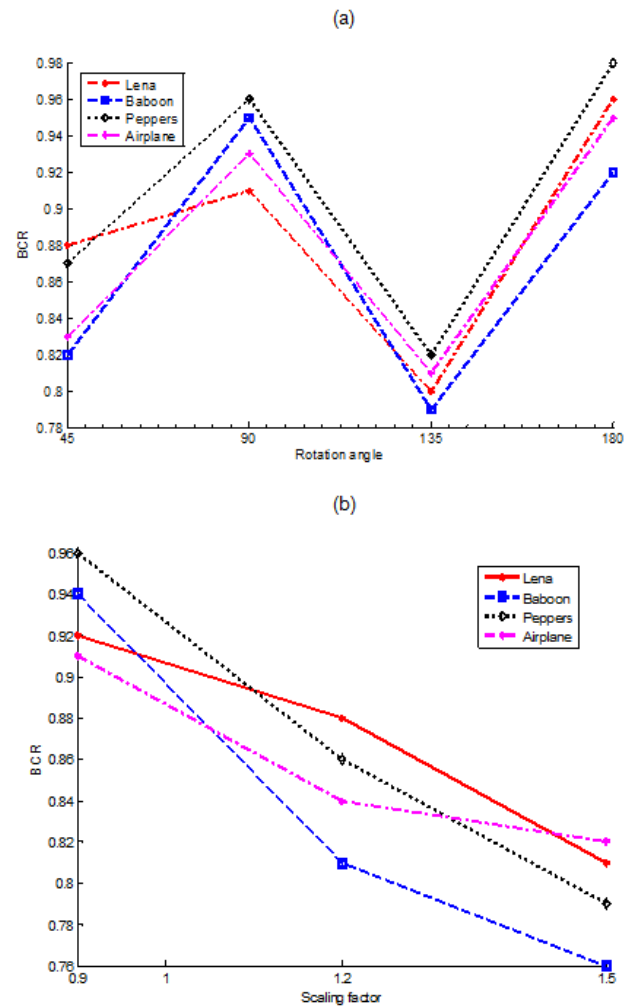 (a)
0.98
0.96
0.94
0.92
0.9
0.88
0.86
0.84
0.82
0.8
0.78
BCR
Lena
Baboon
Peppers
Airplane
45 90 135 180
Rotation angle
(b)
0.96
0.94
0.92
0.9
0.88
0.86
0.84
0.82
0.8
0.78
0.76
BCR
Lena
Baboon
Peppers
Airplane
0.9 1 1.2 1.5
Scaling factor